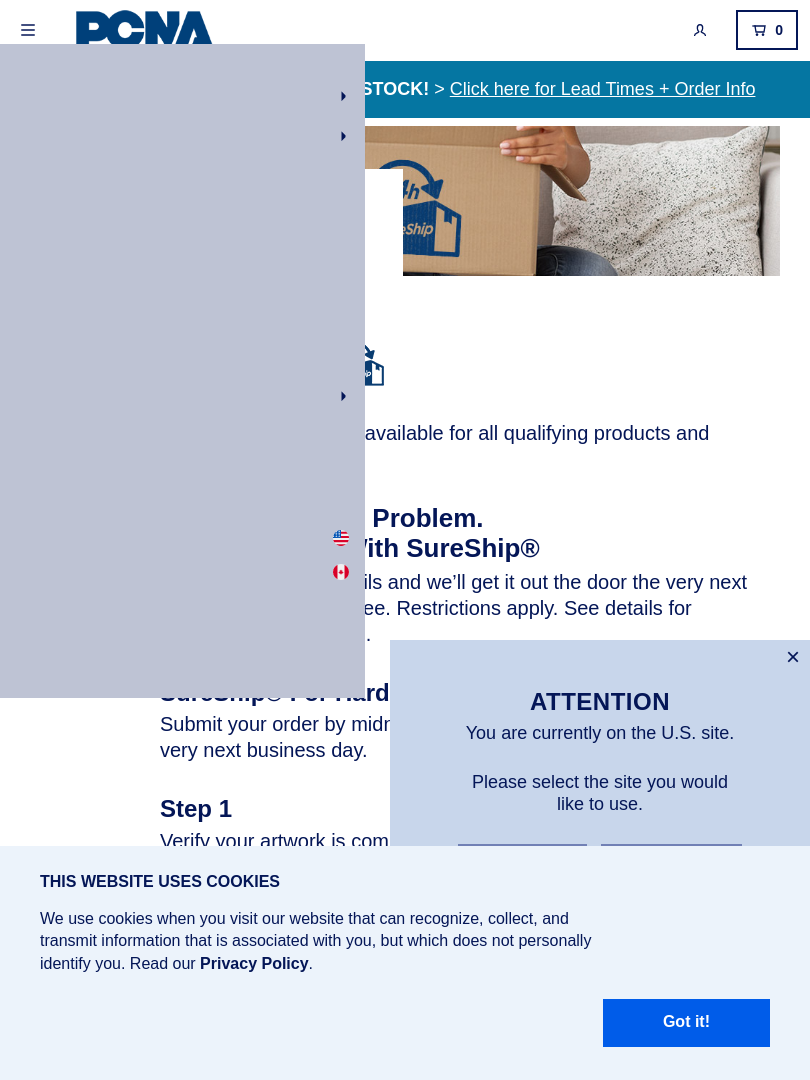 PCNA
0
STOCK! > Click here for Lead Times + Order Info
available for all qualifying products and
Problem.
With SureShip®
ils and we’ll get it out the door the very next
ee. Restrictions apply. See details for
.
SureShip® For Hard
Submit your order by midn
very next business day.
Step 1
Verify your artwork is com
ATTENTION
You are currently on the U.S. site.
Please select the site you would
like to use.
THIS WEBSITE USES COOKIES
We use cookies when you visit our website that can recognize, collect, and
transmit information that is associated with you, but which does not personally
identify you. Read our Privacy Policy.
Got it!